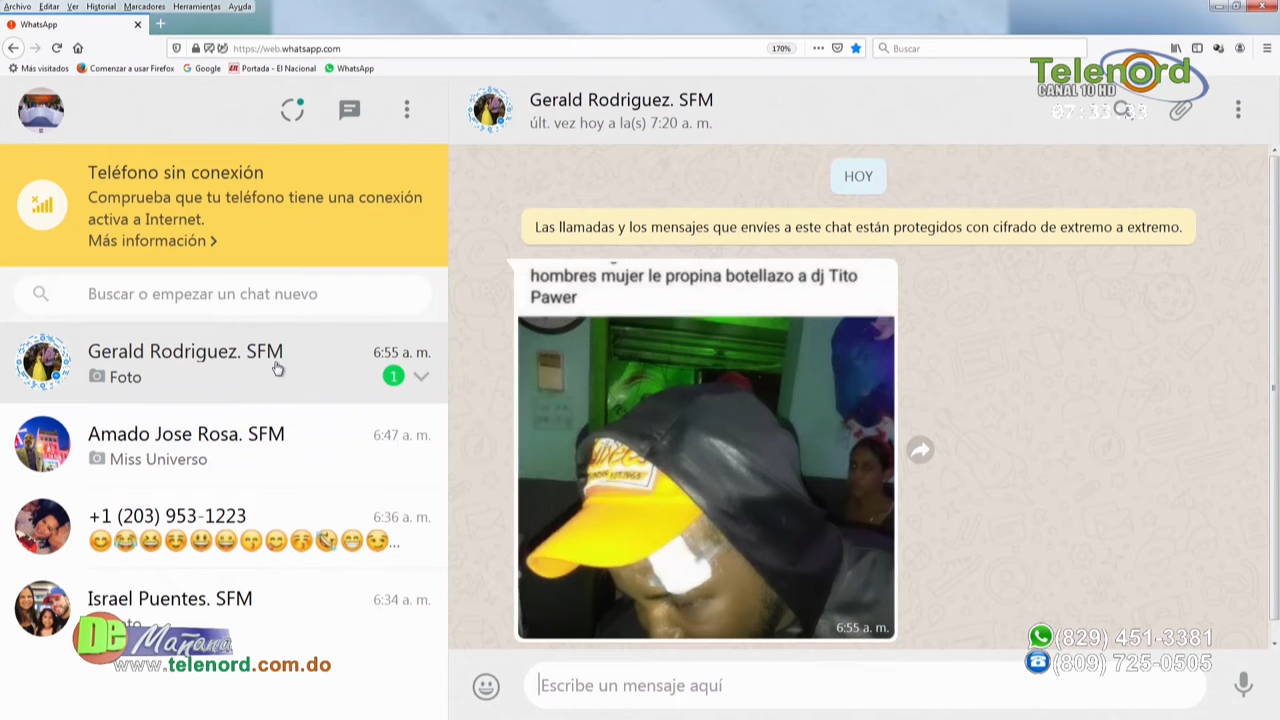 Archivo Editar Ver Historial Marcadores Herramientas Ayuda
WhatsApp
https://web.whatsapp.com
170%
Buscar
Más visitados Comenzar a usar Firefox Google Portada - El Nacional WhatsApp
Telenord
CANAL 10 HD
07:33:33
Gerald Rodriguez. SFM
últ. vez hoy a la(s) 7:20 a. m.
Teléfono sin conexión
Comprueba que tu teléfono tiene una conexión
activa a Internet.
Más información
Buscar o empezar un chat nuevo
Gerald Rodriguez. SFM
6:55 a. m.
Foto
1
Amado Jose Rosa. SFM
6:47 a. m.
Miss Universo
+1 (203) 953-1223
6:36 a. m.
😊😂😆☺️😃😀😙😋😚🤣😁😏...
Israel Puentes. SFM
6:34 a. m.
De Mañana
www.telenord.com.do
HOY
Las llamadas y los mensajes que envíes a este chat están protegidos con cifrado de extremo a extremo.
hombres mujer le propina botellazo a dj Tito
Pawer
6:55 a. m.
(829) 451-3381
(809) 725-0505
Escribe un mensaje aquí